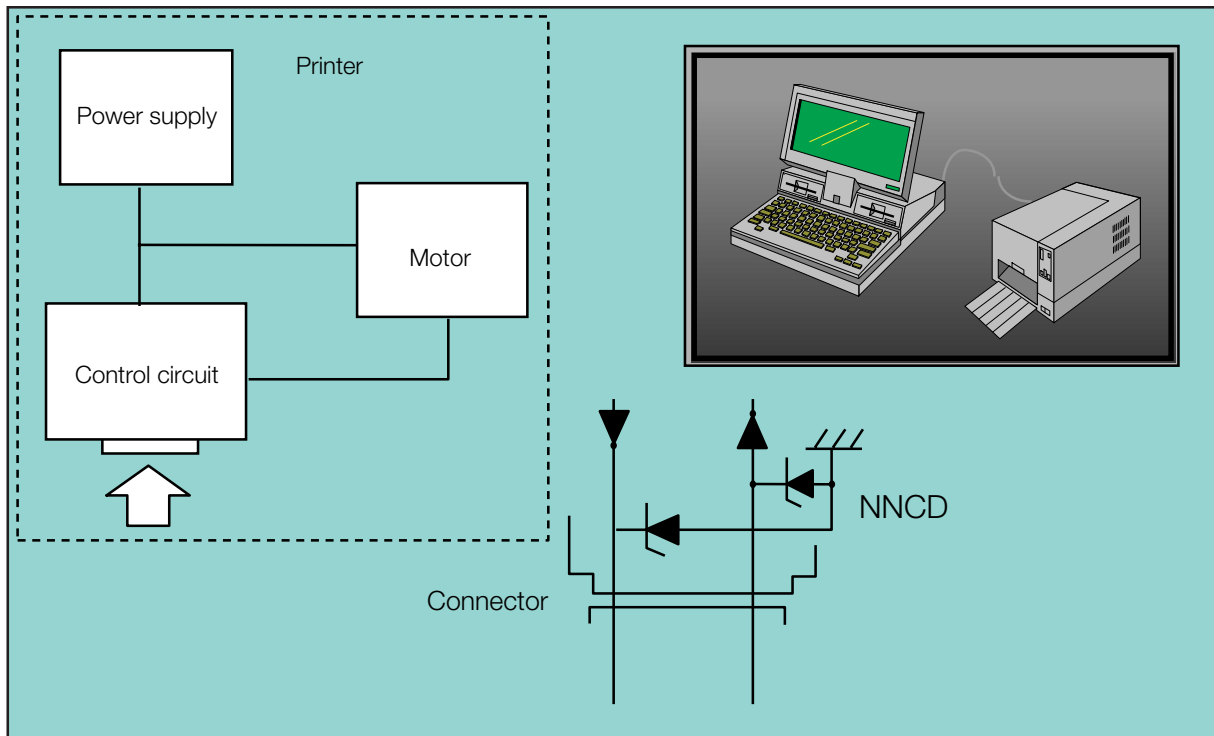 Printer
Power supply
Motor
Control circuit
NNCD
Connector